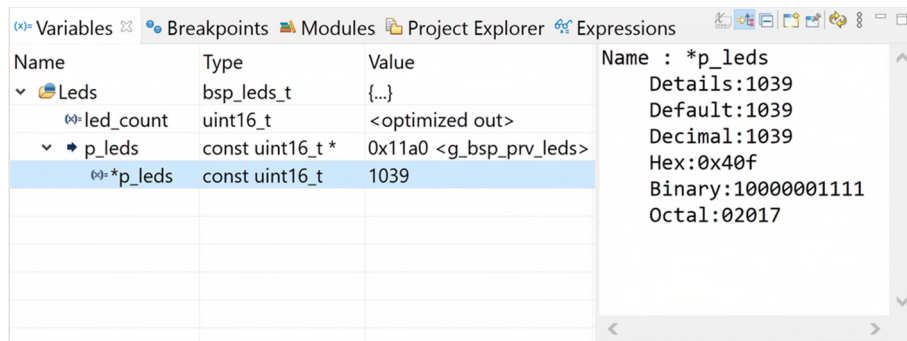 (x)= Variables Breakpoints Modules Project Explorer Expressions
Name Type Value
Leds bsp_leds_t {...}
(x)= led_count uint16_t <optimized out>
p_leds const uint16_t * 0x11a0 <g_bsp_prv_leds>
(x)= *p_leds const uint16_t 1039
Name : *p_leds
Details:1039
Default:1039
Decimal:1039
Hex:0x40f
Binary:10000001111
Octal:02017